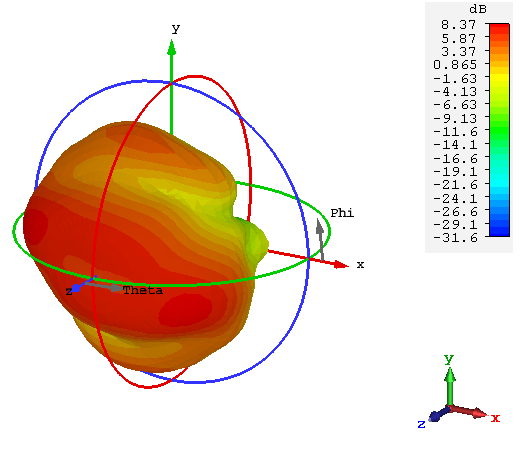 dB
8.37
5.87
3.37
0.865
-1.63
-4.13
-6.63
-9.13
-11.6
-14.1
-16.6
-19.1
-21.6
-24.1
-26.6
-29.1
-31.6
y
Phi
x
z
Theta
y
x
z